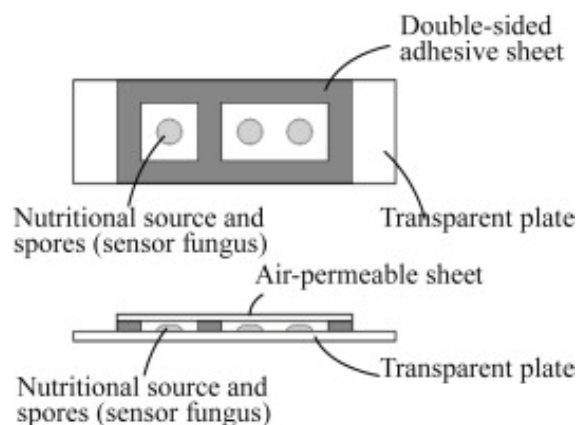 Double-sided
adhesive sheet
Nutritional source and
spores (sensor fungus)
Transparent plate
Air-permeable sheet
Nutritional source and
spores (sensor fungus)
Transparent plate